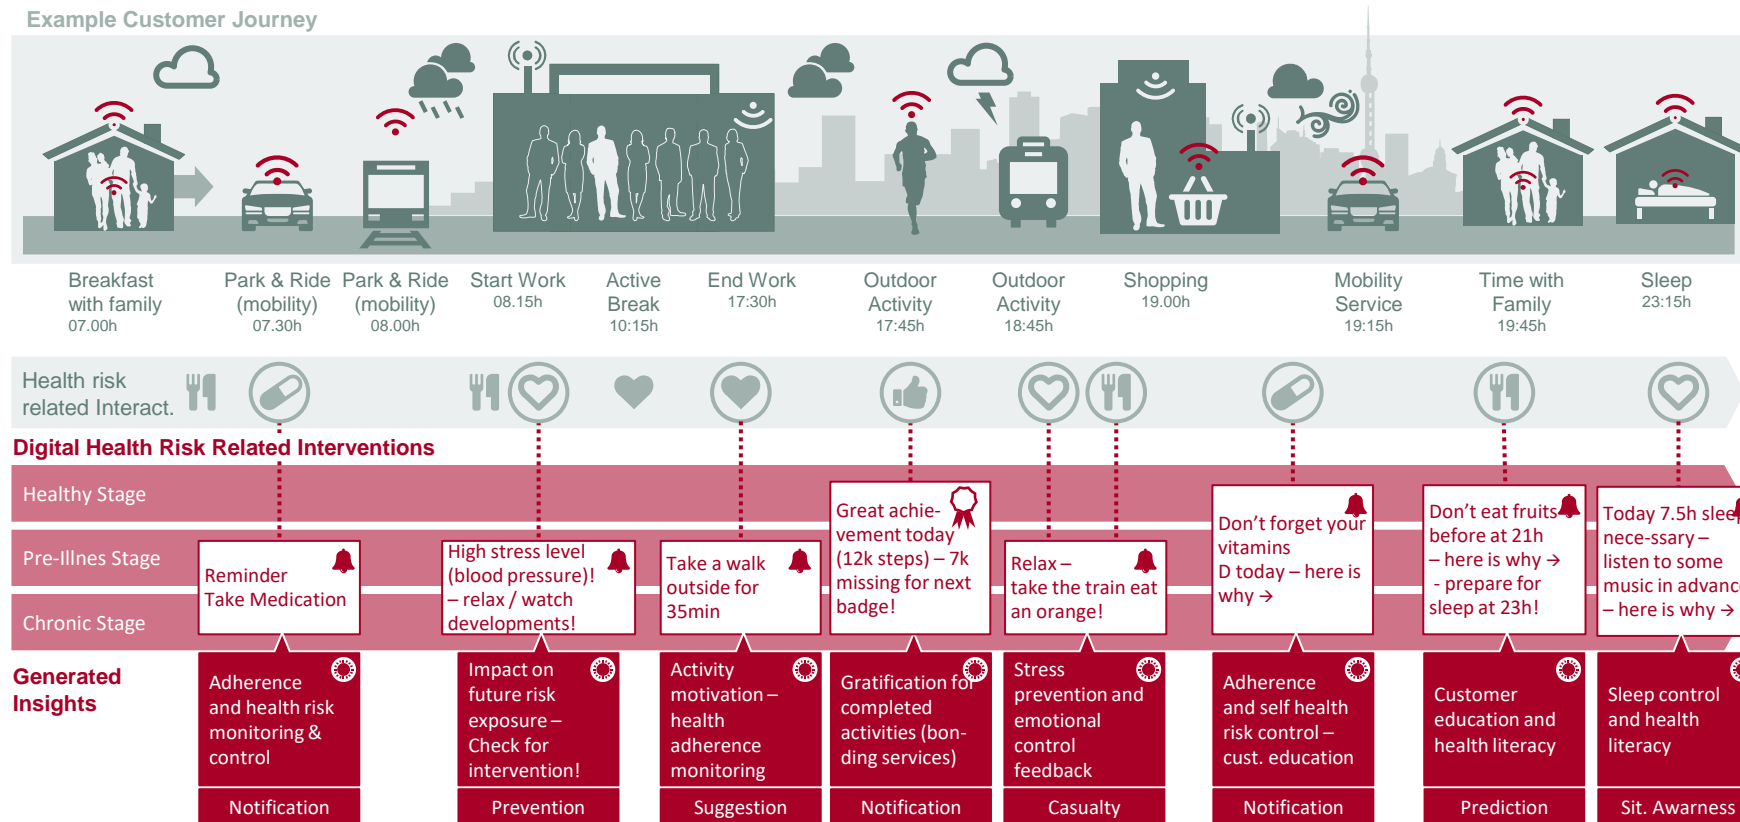 Example Customer Journey
Breakfast
with family
07.00h
Park & Ride
(mobility)
07.30h
Park & Ride
(mobility)
08.00h
Start Work
08.15h
Active
Break
10:15h
End Work
17:30h
Outdoor
Activity
17:45h
Outdoor
Activity
18:45h
Shopping
19.00h
Mobility
Service
19:15h
Time with
Family
19:45h
Sleep
23:15h
Health risk
related Interact.
Digital Health Risk Related Interventions
Healthy Stage
Pre-Illnes Stage
Chronic Stage
Reminder
Take Medication
High stress level
(blood pressure)!
– relax / watch
developments!
Take a walk
outside for
35min
Great achie-
vement today
(12k steps) – 7k
missing for next
badge!
Relax –
take the train eat
an orange!
Don't forget your
vitamins
D today – here is
why →
Don't eat fruits
before at 21h
– here is why →
- prepare for
sleep at 23h!
Today 7.5h sleep
nece-ssary –
listen to some
music in advance
– here is why →
Generated
Insights
Adherence
and health risk
monitoring &
control
Notification
Impact on
future risk
exposure –
Check for
intervention!
Prevention
Activity
motivation –
health
adherence
monitoring
Suggestion
Gratification for
completed
activities (bon-
ding services)
Notification
Stress
prevention and
emotional
control
feedback
Casualty
Adherence
and self health
risk control –
cust. education
Notification
Customer
education and
health literacy
Prediction
Sleep control
and health
literacy
Sit. Awarness